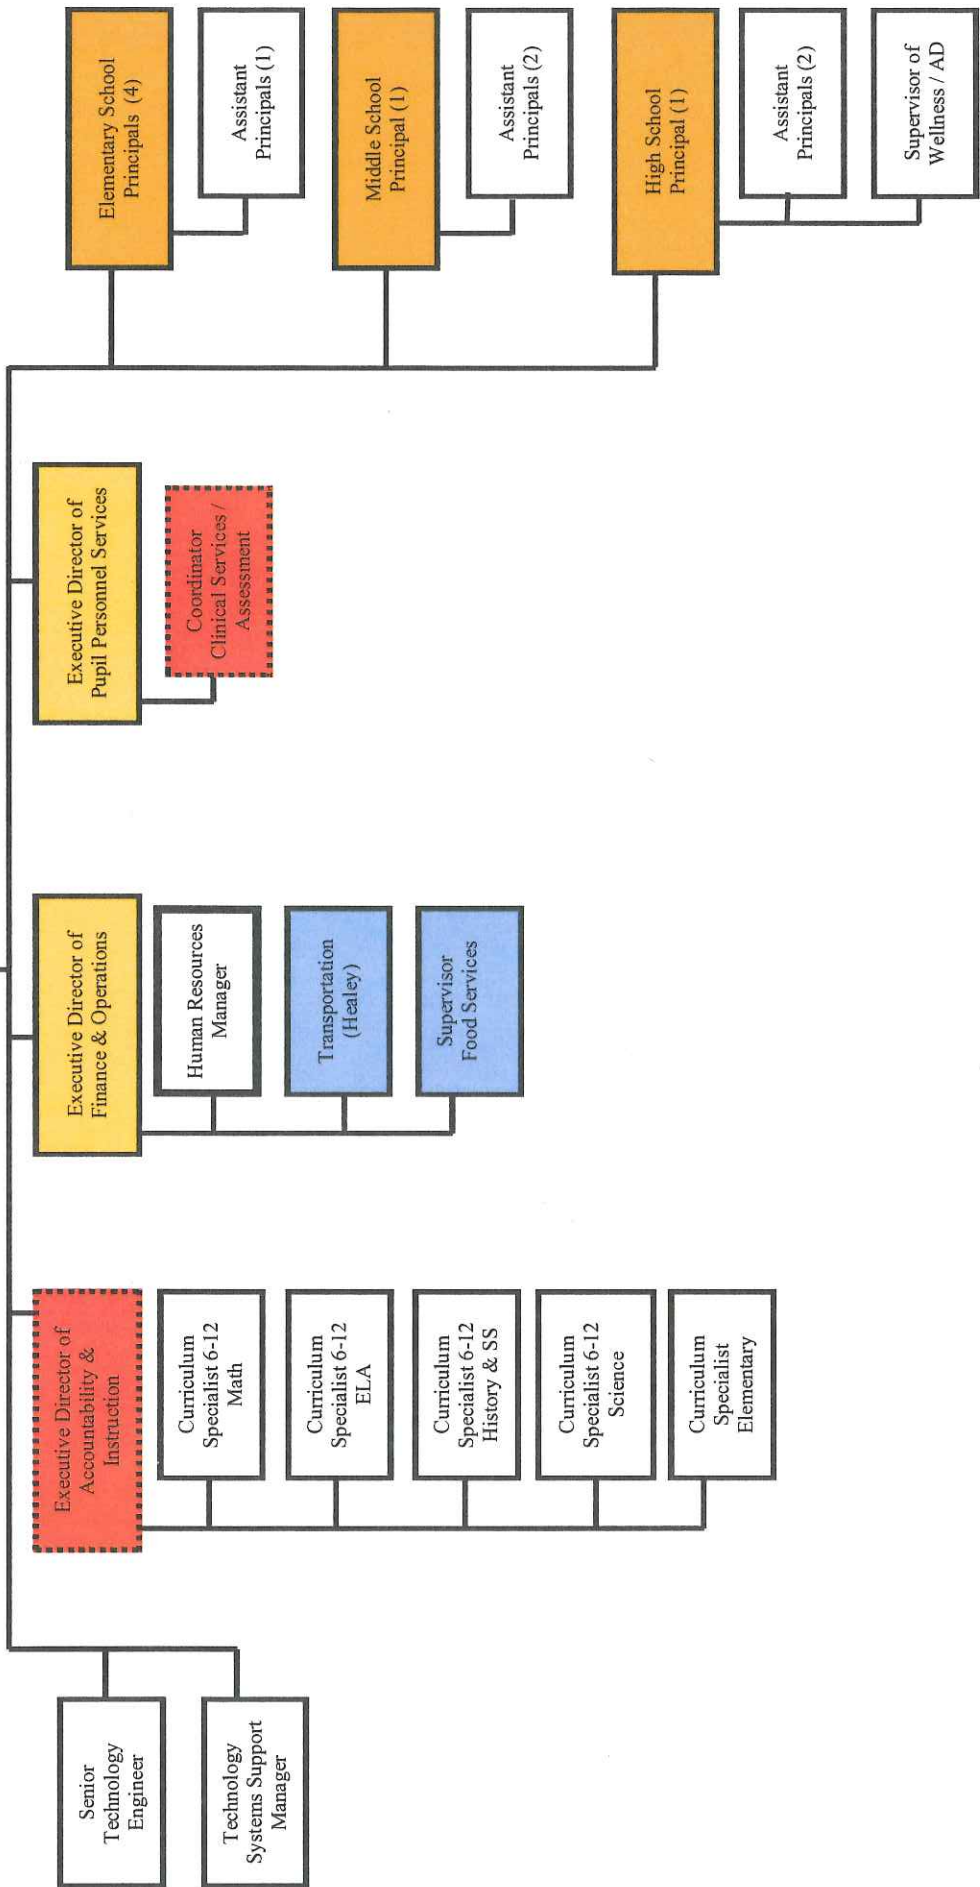 Senior
Technology
Engineer
Technology
Systems Support
Manager
Executive Director of
Accountability &
Instruction
Curriculum
Specialist 6-12
Math
Curriculum
Specialist 6-12
ELA
Curriculum
Specialist 6-12
History & SS
Curriculum
Specialist 6-12
Science
Curriculum
Specialist
Elementary
Executive Director of
Finance & Operations
Human Resources
Manager
Transportation
(Healey)
Supervisor
Food Services
Executive Director of
Pupil Personnel Services
Coordinator
Clinical Services /
Assessment
Elementary School
Principals (4)
Assistant
Principals (1)
Middle School
Principal (1)
Assistant
Principals (2)
High School
Principal (1)
Assistant
Principals (2)
Supervisor of
Wellness / AD